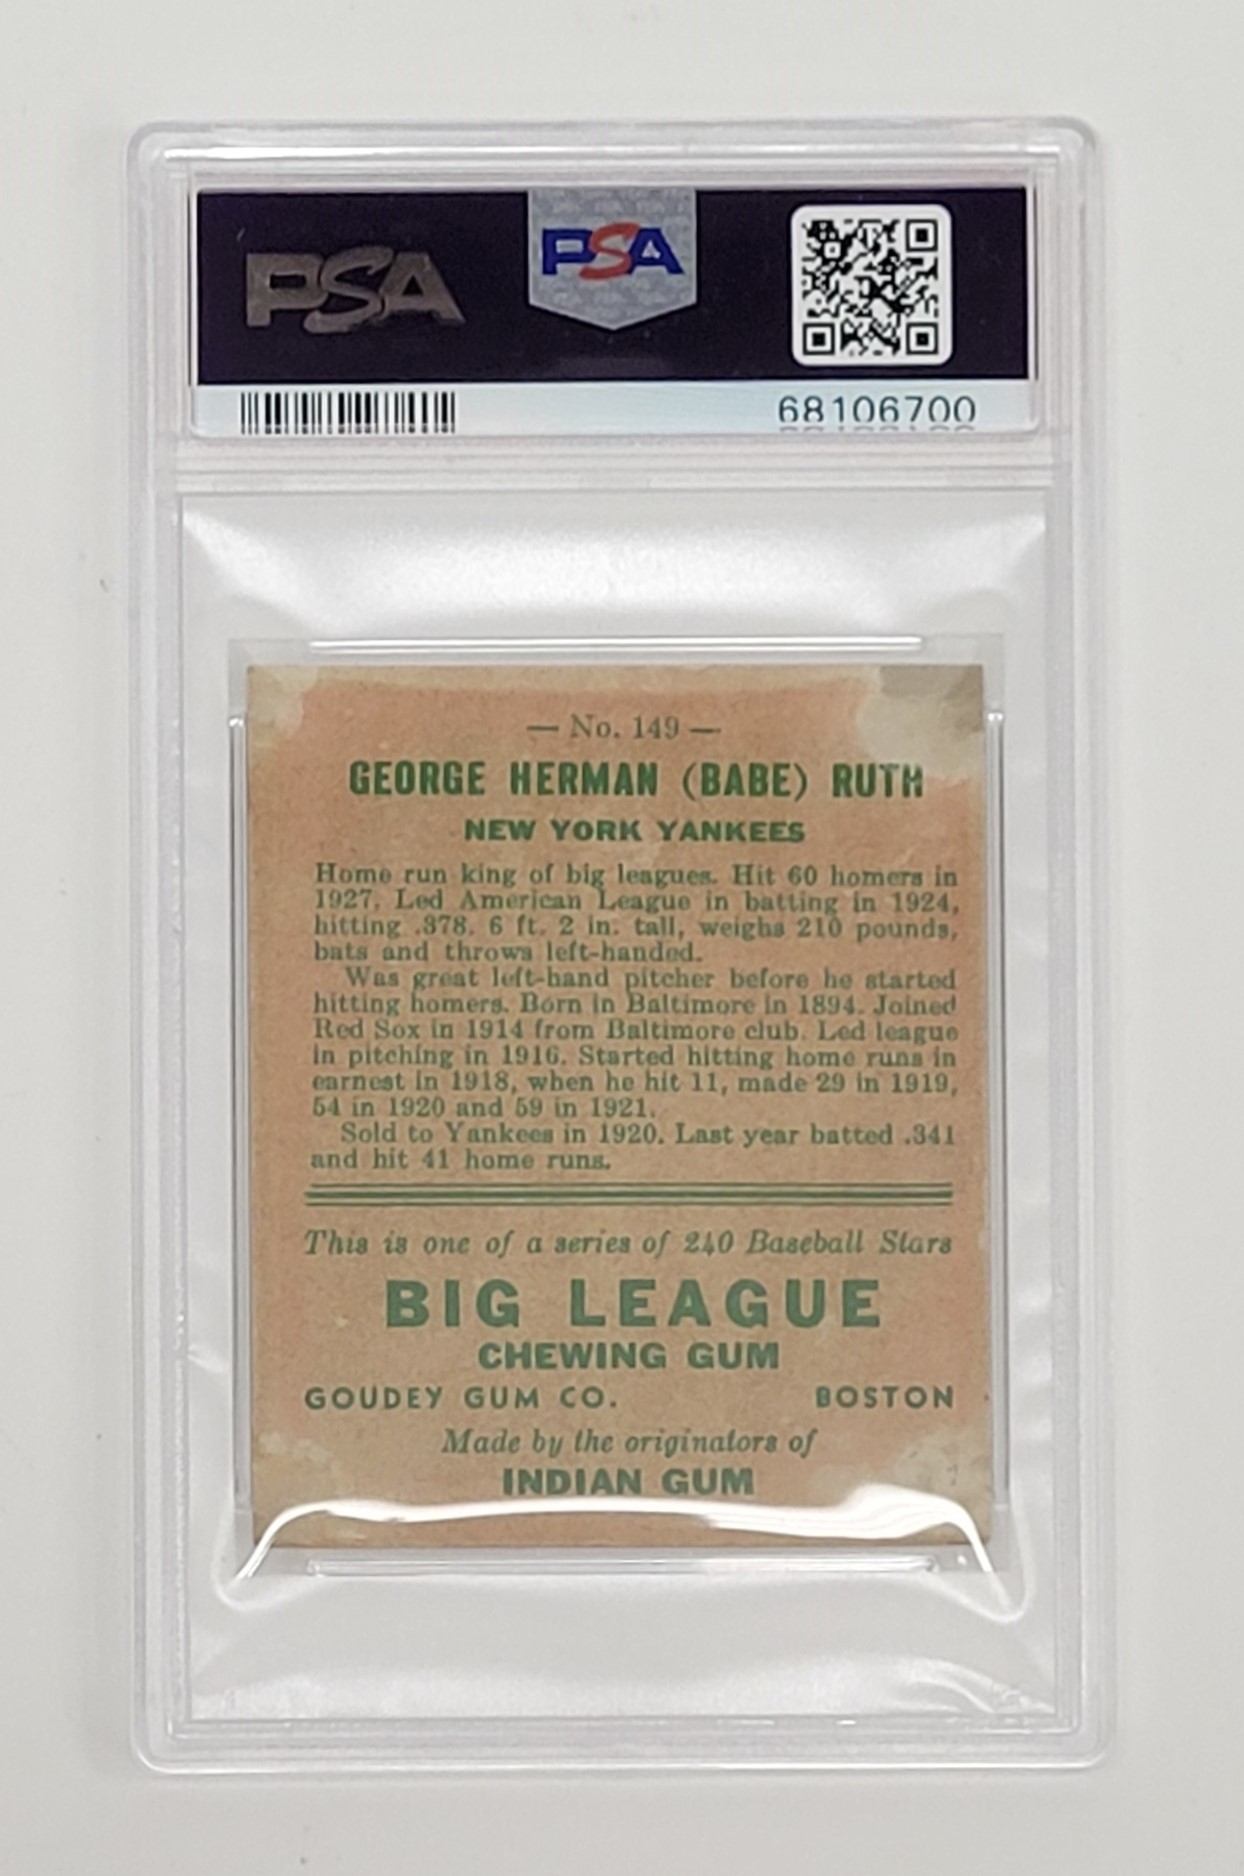 PSA
PSA
68106700
— No. 149 —
GEORGE HERMAN (BABE) RUTH
NEW YORK YANKEES
Home run king of big leagues. Hit 60 homers in
1927. Led American League in batting in 1924,
hitting .378. 6 ft. 2 in. tall, weighs 210 pounds,
bats and throws left-handed.
Was great left-hand pitcher before he started
hitting homers. Born in Baltimore in 1894. Joined
Red Sox in 1914 from Baltimore club. Led league
in pitching in 1916. Started hitting home runs in
earnest in 1918, when he hit 11, made 29 in 1919,
54 in 1920 and 59 in 1921.
Sold to Yankees in 1920. Last year batted .341
and hit 41 home runs.
This is one of a series of 240 Baseball Stars
BIG LEAGUE
CHEWING GUM
GOUDEY GUM CO. BOSTON
Made by the originators of
INDIAN GUM